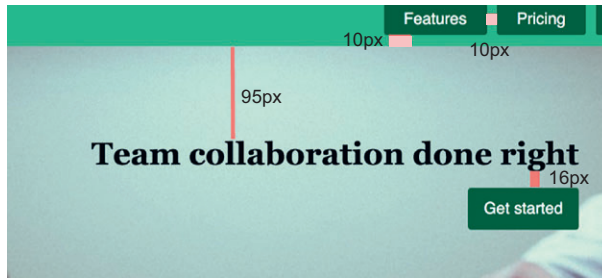 Features Pricing
10px
10px
95px
Team collaboration done right
16px
Get started